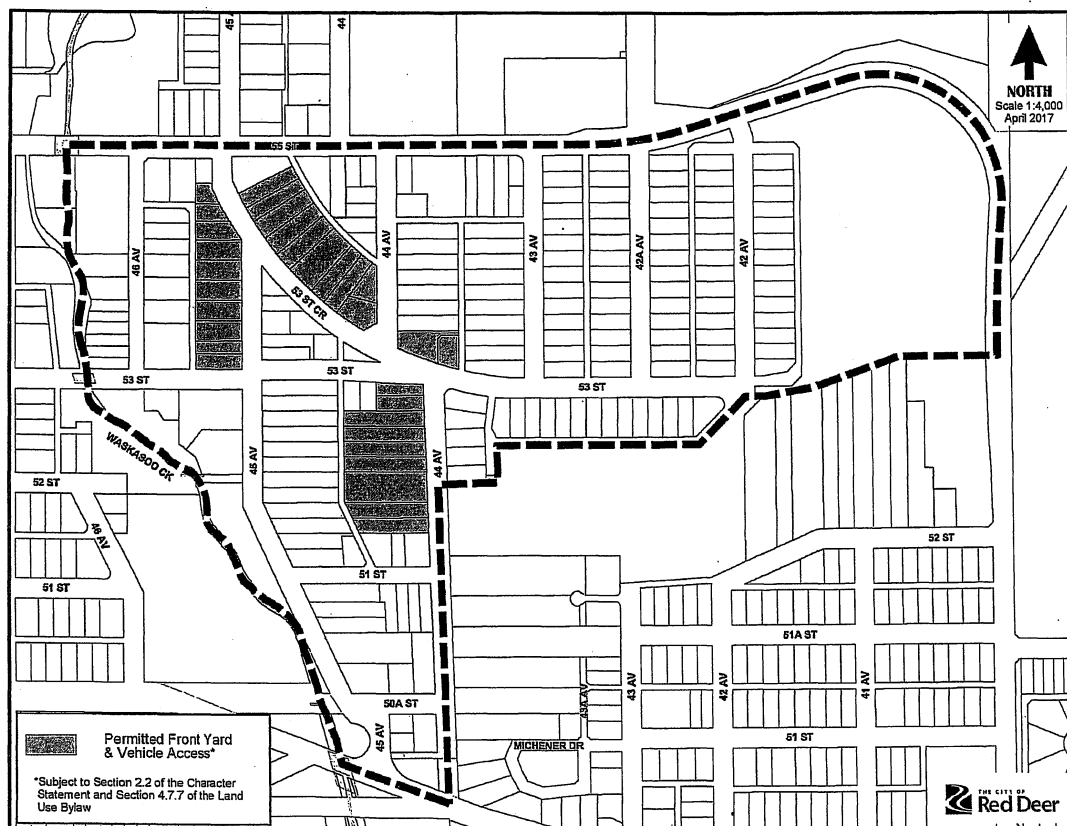 45 AV
44
NORTH
Scale 1:4,000
April 2017
55 Str
46 AV
44 AV
43 AV
42A AV
42 AV
53 ST CR
53 ST
53 ST
53 ST
WASKASOO CK
45 AV
44 AV
52 ST
46 AV
52 ST
51 ST
51 ST
51A ST
43 AV
42 AV
41 AV
43A AV
50A ST
45 AV
51 ST
MICHENER DR
Permitted Front Yard
& Vehicle Access*
*Subject to Section 2.2 of the Character
Statement and Section 4.7.7 of the Land
Use Bylaw
THE CITY OF
Red Deer